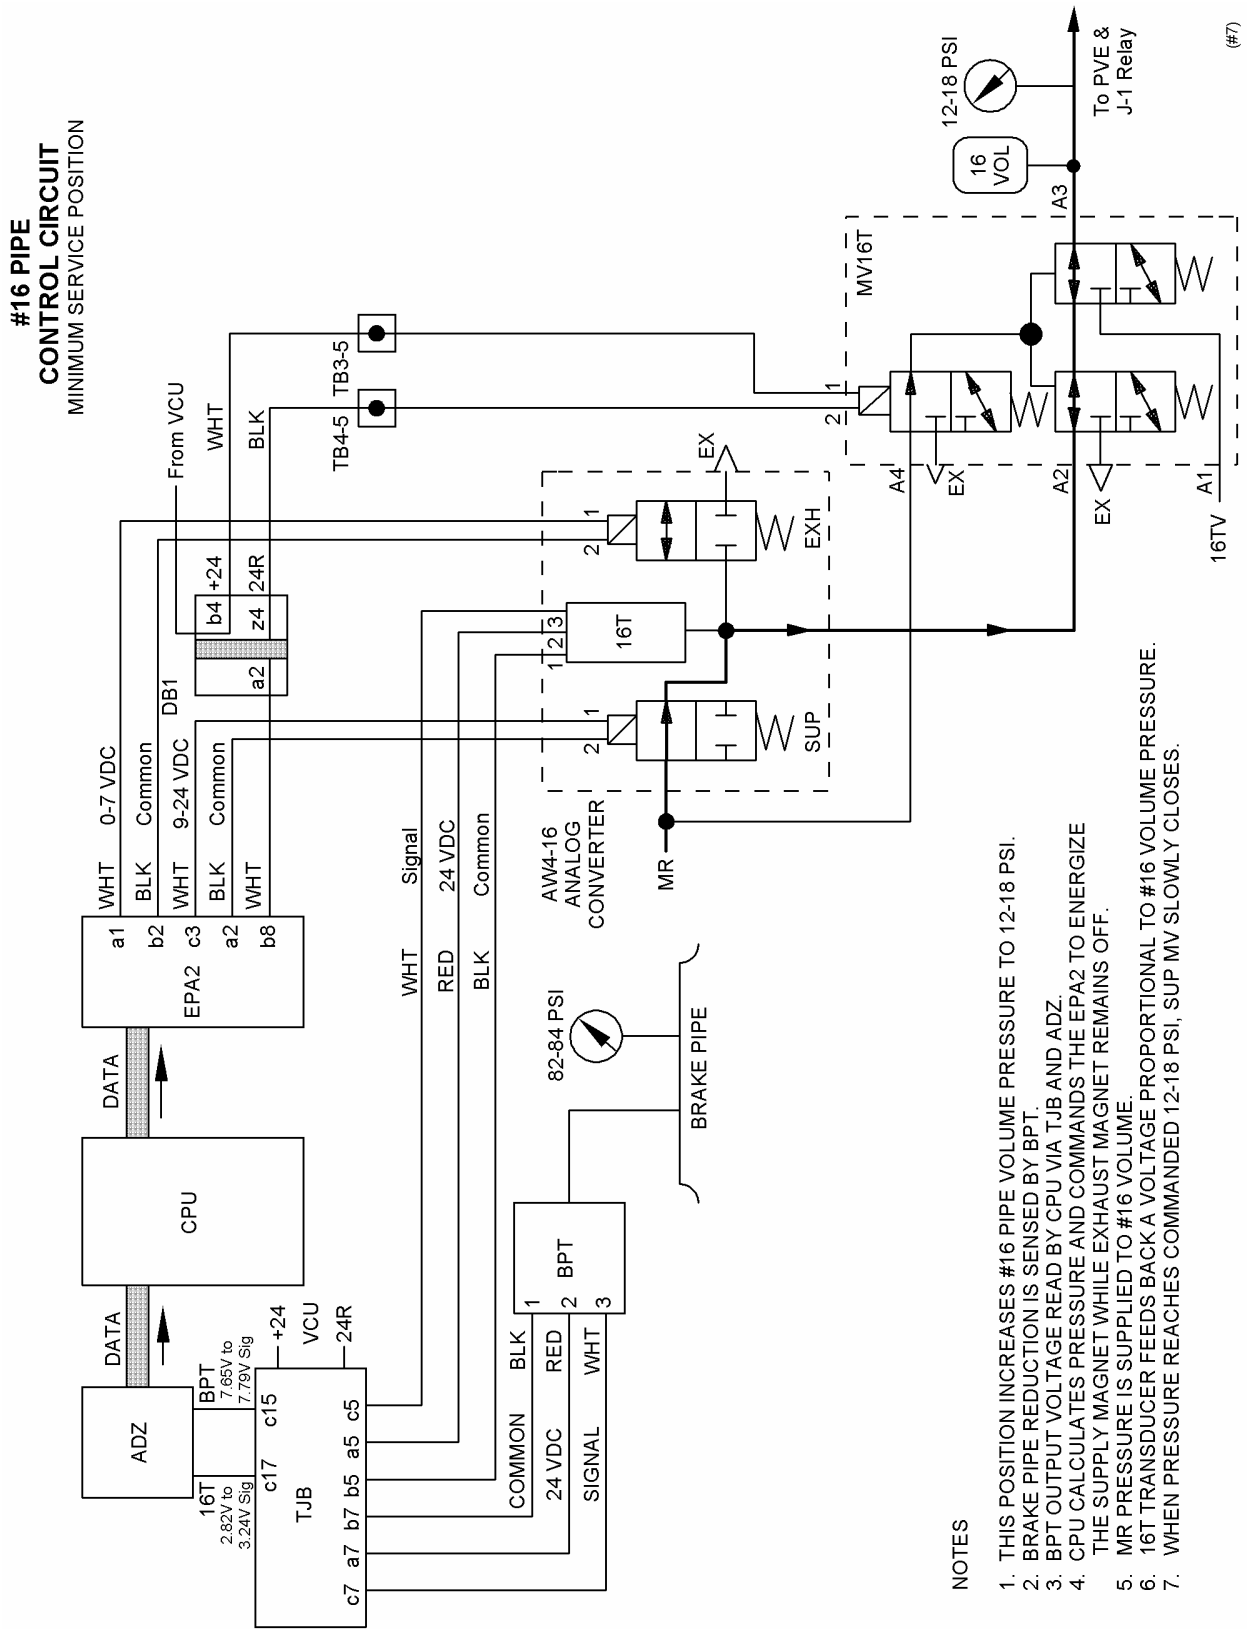 #16 PIPE
CONTROL CIRCUIT
MINIMUM SERVICE POSITION
ADZ
DATA
CPU
DATA
EPA2
a1
b2
c3
a2
b8
WHT 0-7 VDC
BLK Common
WHT 9-24 VDC
BLK Common
WHT
DB1
a2
b4
z4
+24
24R
From VCU
WHT
BLK
TB4-5
TB3-5
16T
2.82V to
3.24V Sig
BPT
7.65V to
7.79V Sig
c17
c15
TJB
+24
VCU
24R
c7
a7
b7
b5
a5
c5
WHT Signal
RED 24 VDC
BLK Common
COMMON BLK
24 VDC RED
SIGNAL WHT
1
2
3
BPT
82-84 PSI
BRAKE PIPE
AW4-16
ANALOG
CONVERTER
MR
2
1
SUP
1
2
3
16T
2
1
EXH
EX
2
1
MV16T
A4
EX
A2
EX
A1
16TV
A3
16
VOL
12-18 PSI
To PVE &
J-1 Relay
NOTES
1. THIS POSITION INCREASES #16 PIPE VOLUME PRESSURE TO 12-18 PSI.
2. BRAKE PIPE REDUCTION IS SENSED BY BPT.
3. BPT OUTPUT VOLTAGE READ BY CPU VIA TJB AND ADZ.
4. CPU CALCULATES PRESSURE AND COMMANDS THE EPA2 TO ENERGIZE
THE SUPPLY MAGNET WHILE EXHAUST MAGNET REMAINS OFF.
5. MR PRESSURE IS SUPPLIED TO #16 VOLUME.
6. 16T TRANSDUCER FEEDS BACK A VOLTAGE PROPORTIONAL TO #16 VOLUME PRESSURE.
7. WHEN PRESSURE REACHES COMMANDED 12-18 PSI, SUP MV SLOWLY CLOSES.
(#7)